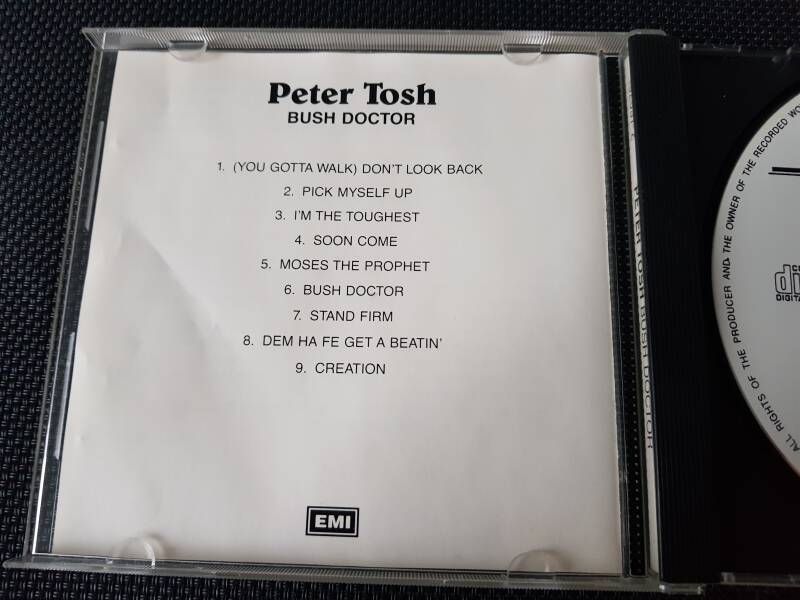 Peter Tosh
BUSH DOCTOR
1. (YOU GOTTA WALK) DON'T LOOK BACK
2. PICK MYSELF UP
3. I'M THE TOUGHEST
4. SOON COME
5. MOSES THE PROPHET
6. BUSH DOCTOR
7. STAND FIRM
8. DEM HA FE GET A BEATIN'
9. CREATION
EMI
PETER TOSH BUSH DOCTOR
ALL RIGHTS OF THE PRODUCER AND THE OWNER OF THE RECORDED